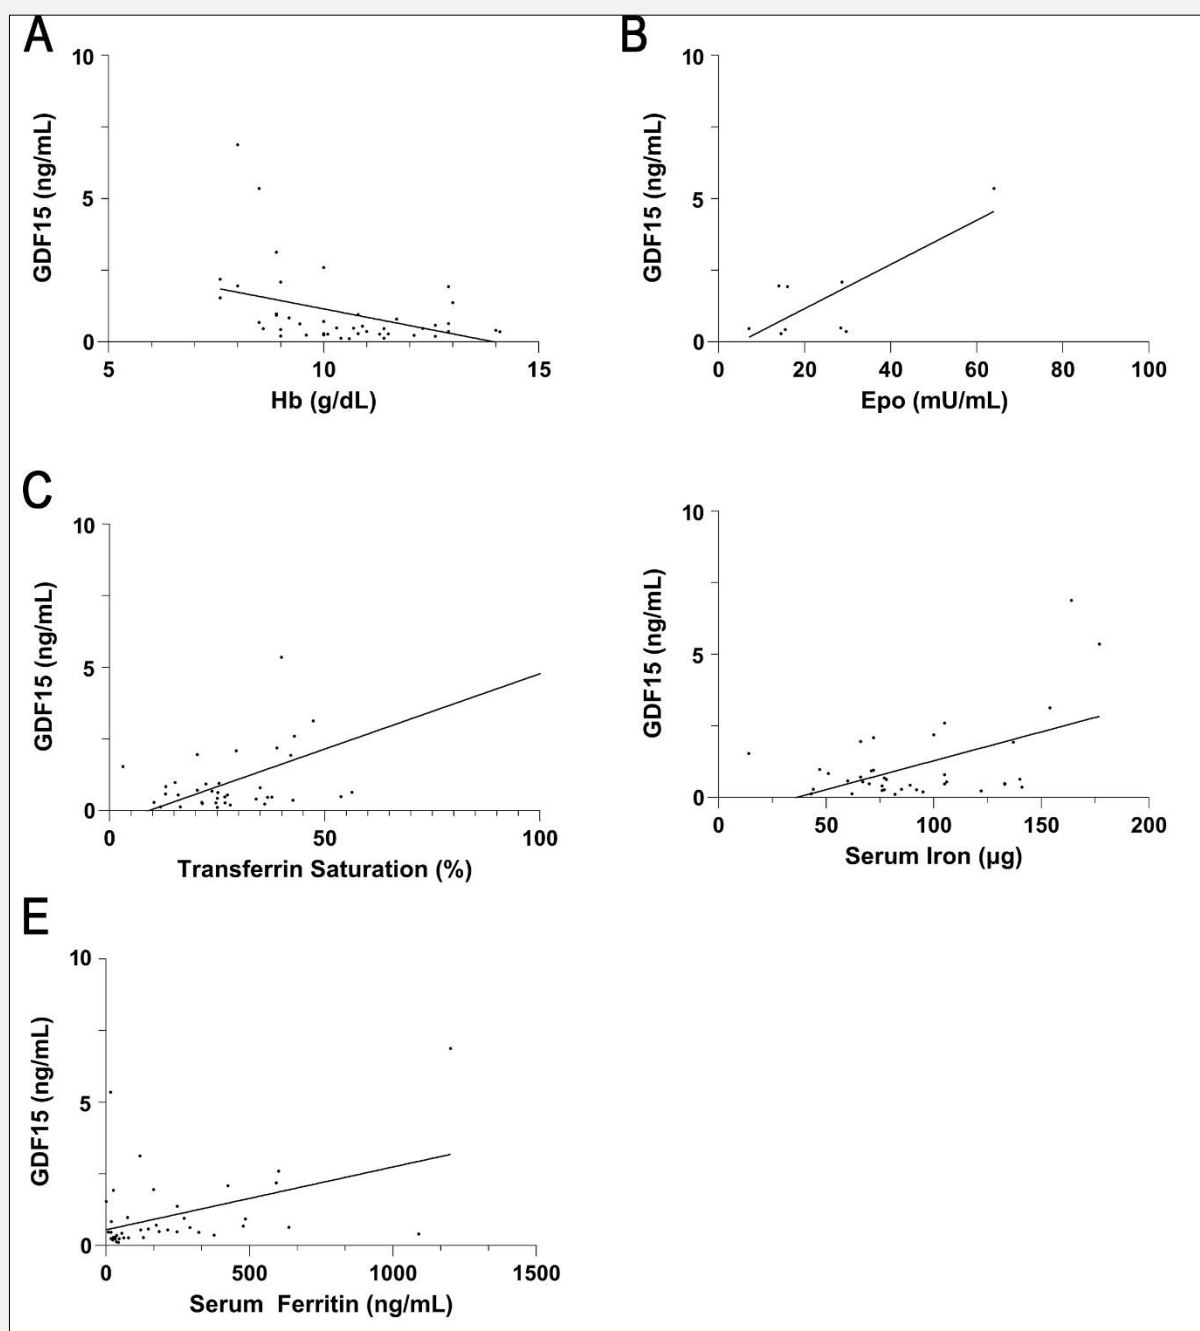 A
B
10
5
0
GDF15 (ng/mL)
5
10
15
Hb (g/dL)
10
5
0
GDF15 (ng/mL)
0
20
40
60
80
100
Epo (mU/mL)
C
10
5
0
GDF15 (ng/mL)
0
50
100
Transferrin Saturation (%)
10
5
0
GDF15 (ng/mL)
0
50
100
150
200
Serum Iron (µg)
E
10
5
0
GDF15 (ng/mL)
0
500
1000
1500
Serum Ferritin (ng/mL)